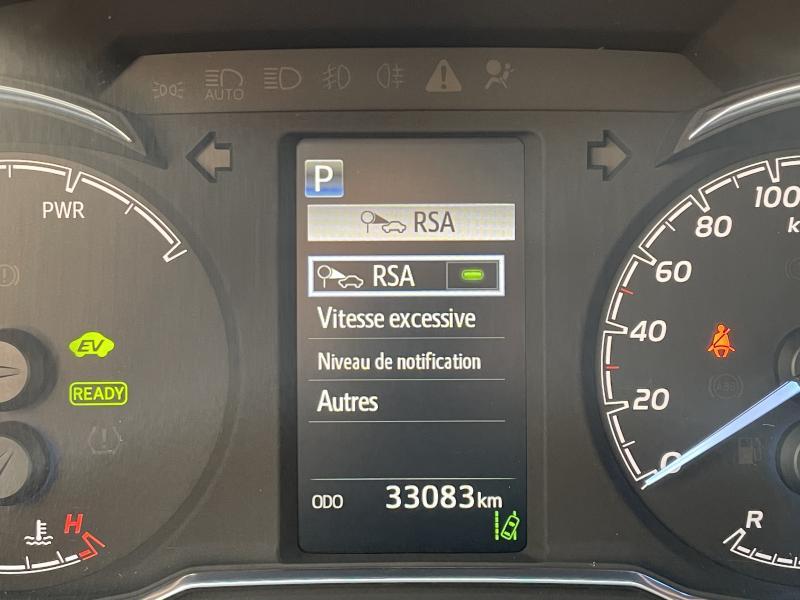 AUTO
P
RSA
RSA
Vitesse excessive
Niveau de notification
Autres
ODO 33083km
PWR
EV
READY
H
100
80
60
40
20
0
ABS
R